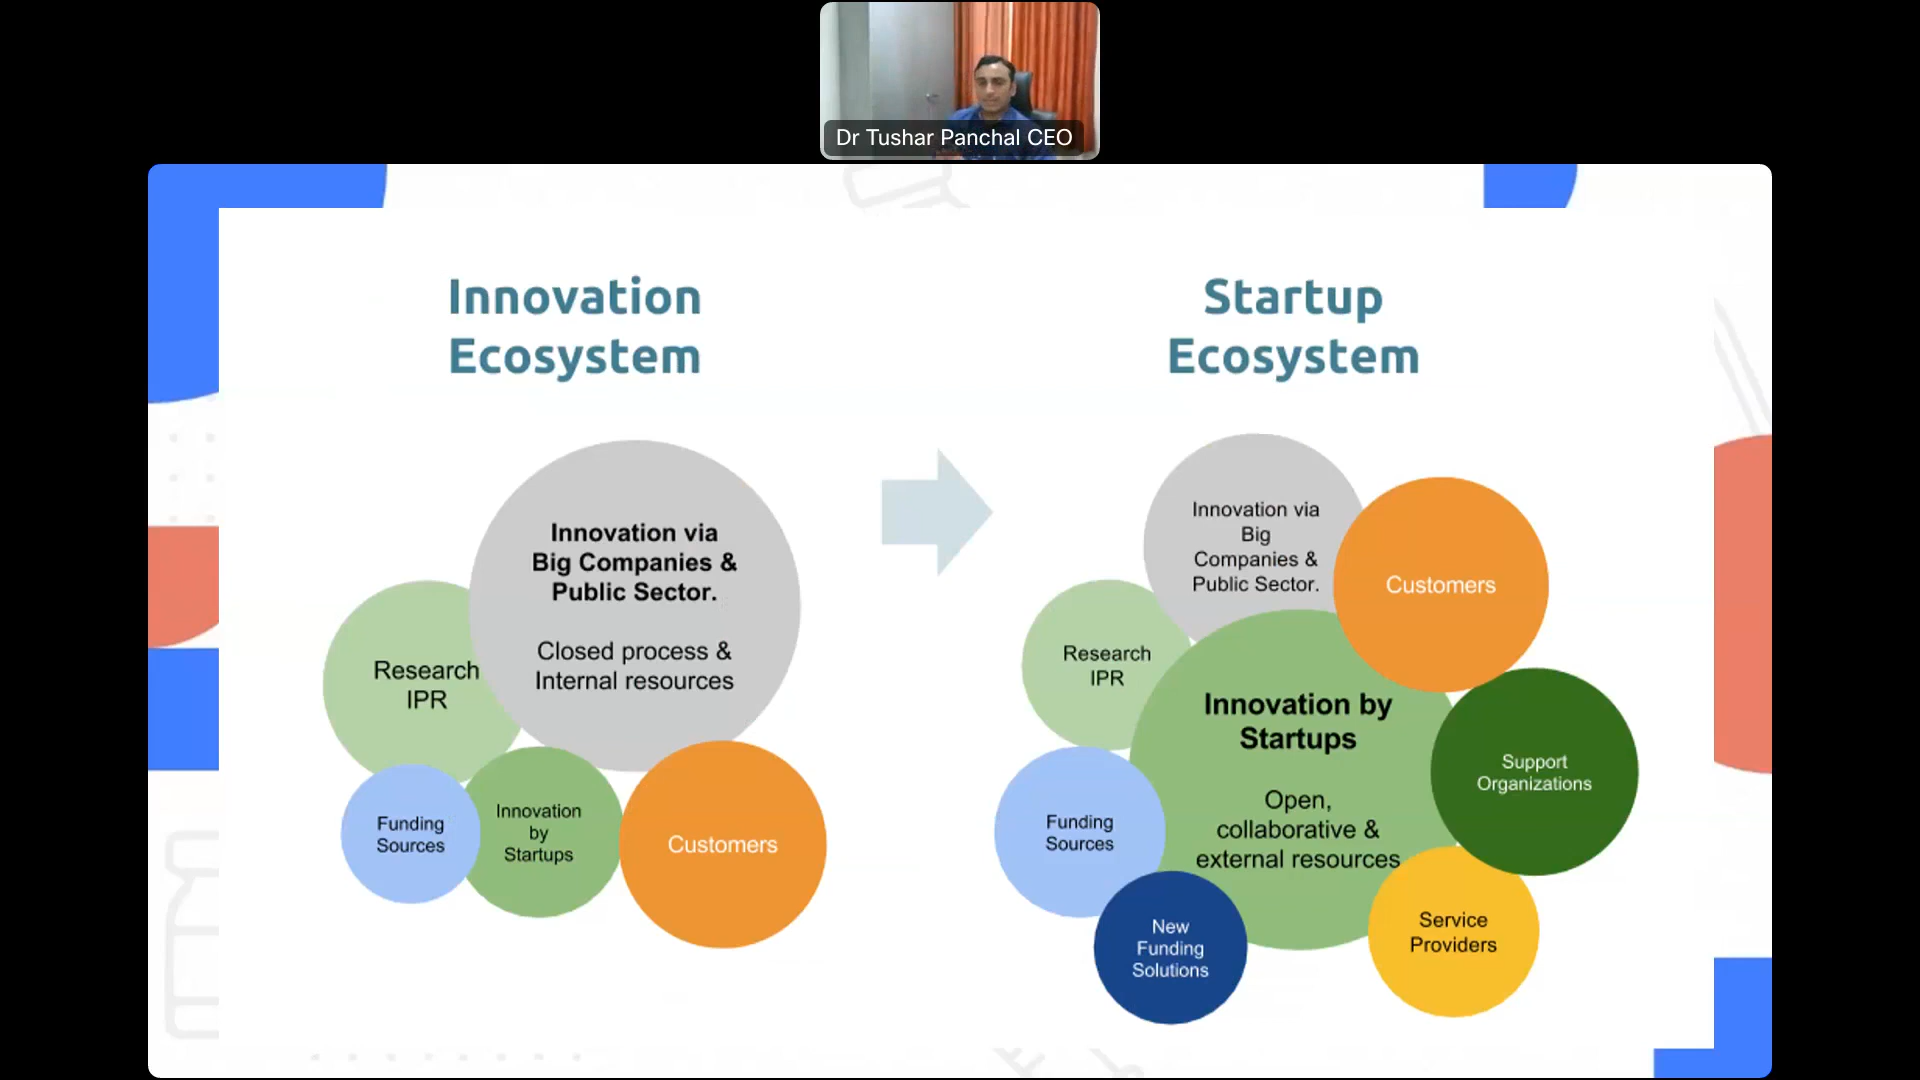 Dr Tushar Panchal CEO
Innovation
Ecosystem
Innovation via
Big Companies &
Public Sector.
Closed process &
Internal resources
Research
IPR
Funding
Sources
Innovation
by
Startups
Customers
Startup
Ecosystem
Innovation via
Big
Companies &
Public Sector.
Customers
Research
IPR
Innovation by
Startups
Open,
collaborative &
external resources
Support
Organizations
Funding
Sources
New
Funding
Solutions
Service
Providers